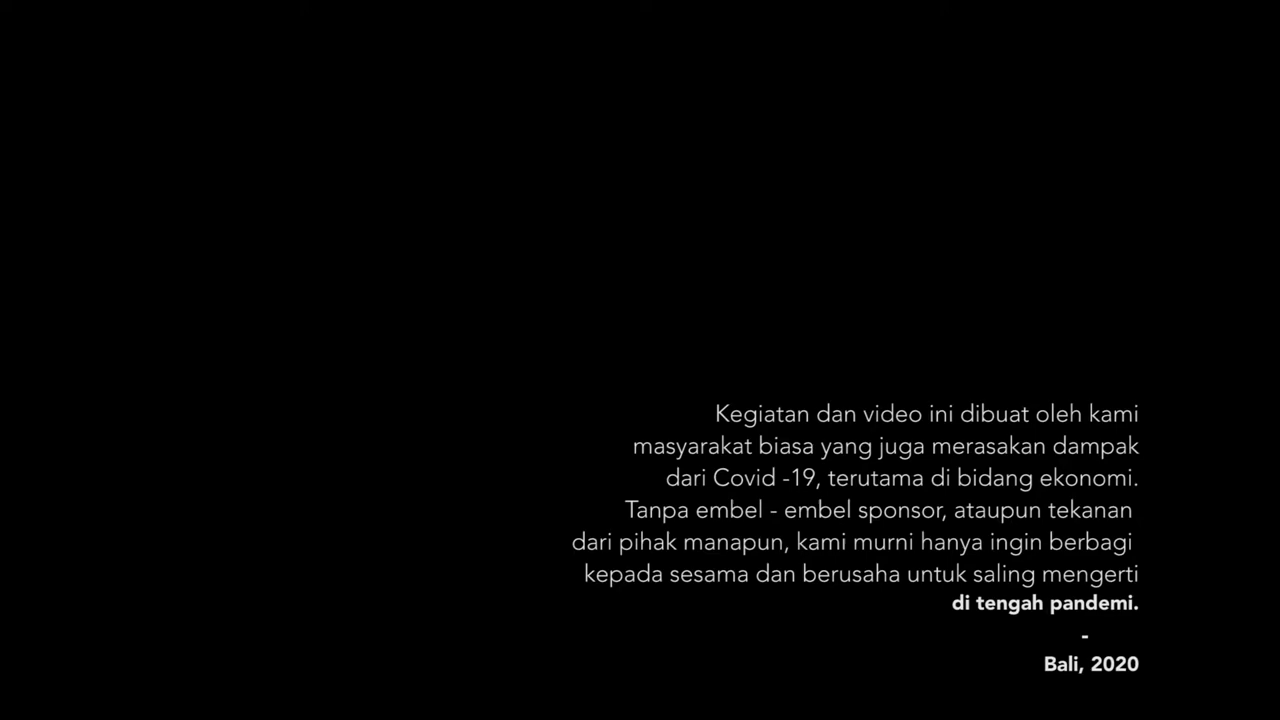 Kegiatan dan video ini dibuat oleh kami
masyarakat biasa yang juga merasakan dampak
dari Covid -19, terutama di bidang ekonomi.
Tanpa embel - embel sponsor, ataupun tekanan
dari pihak manapun, kami murni hanya ingin berbagi
kepada sesama dan berusaha untuk saling mengerti
di tengah pandemi.
-
Bali, 2020